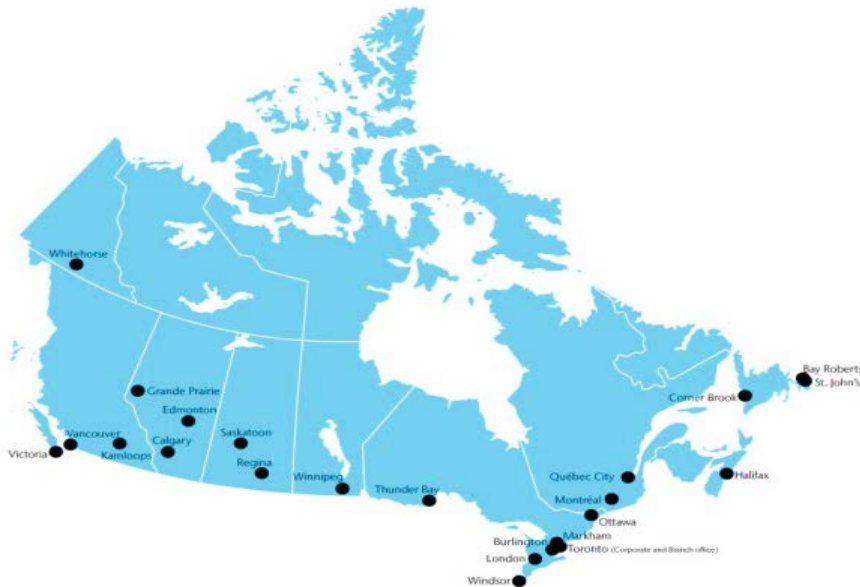 Whitehorse
Grande Prairie
Edmonton
Vancouver
Victoria
Kamloops
Calgary
Saskatoon
Regina
Winnipeg
Thunder Bay
Bay Roberts
St. John's
Corner Brook
Québec City
Halifax
Montréal
Ottawa
Burlington
Markham
Toronto (Corporate and Branch office)
London
Windsor